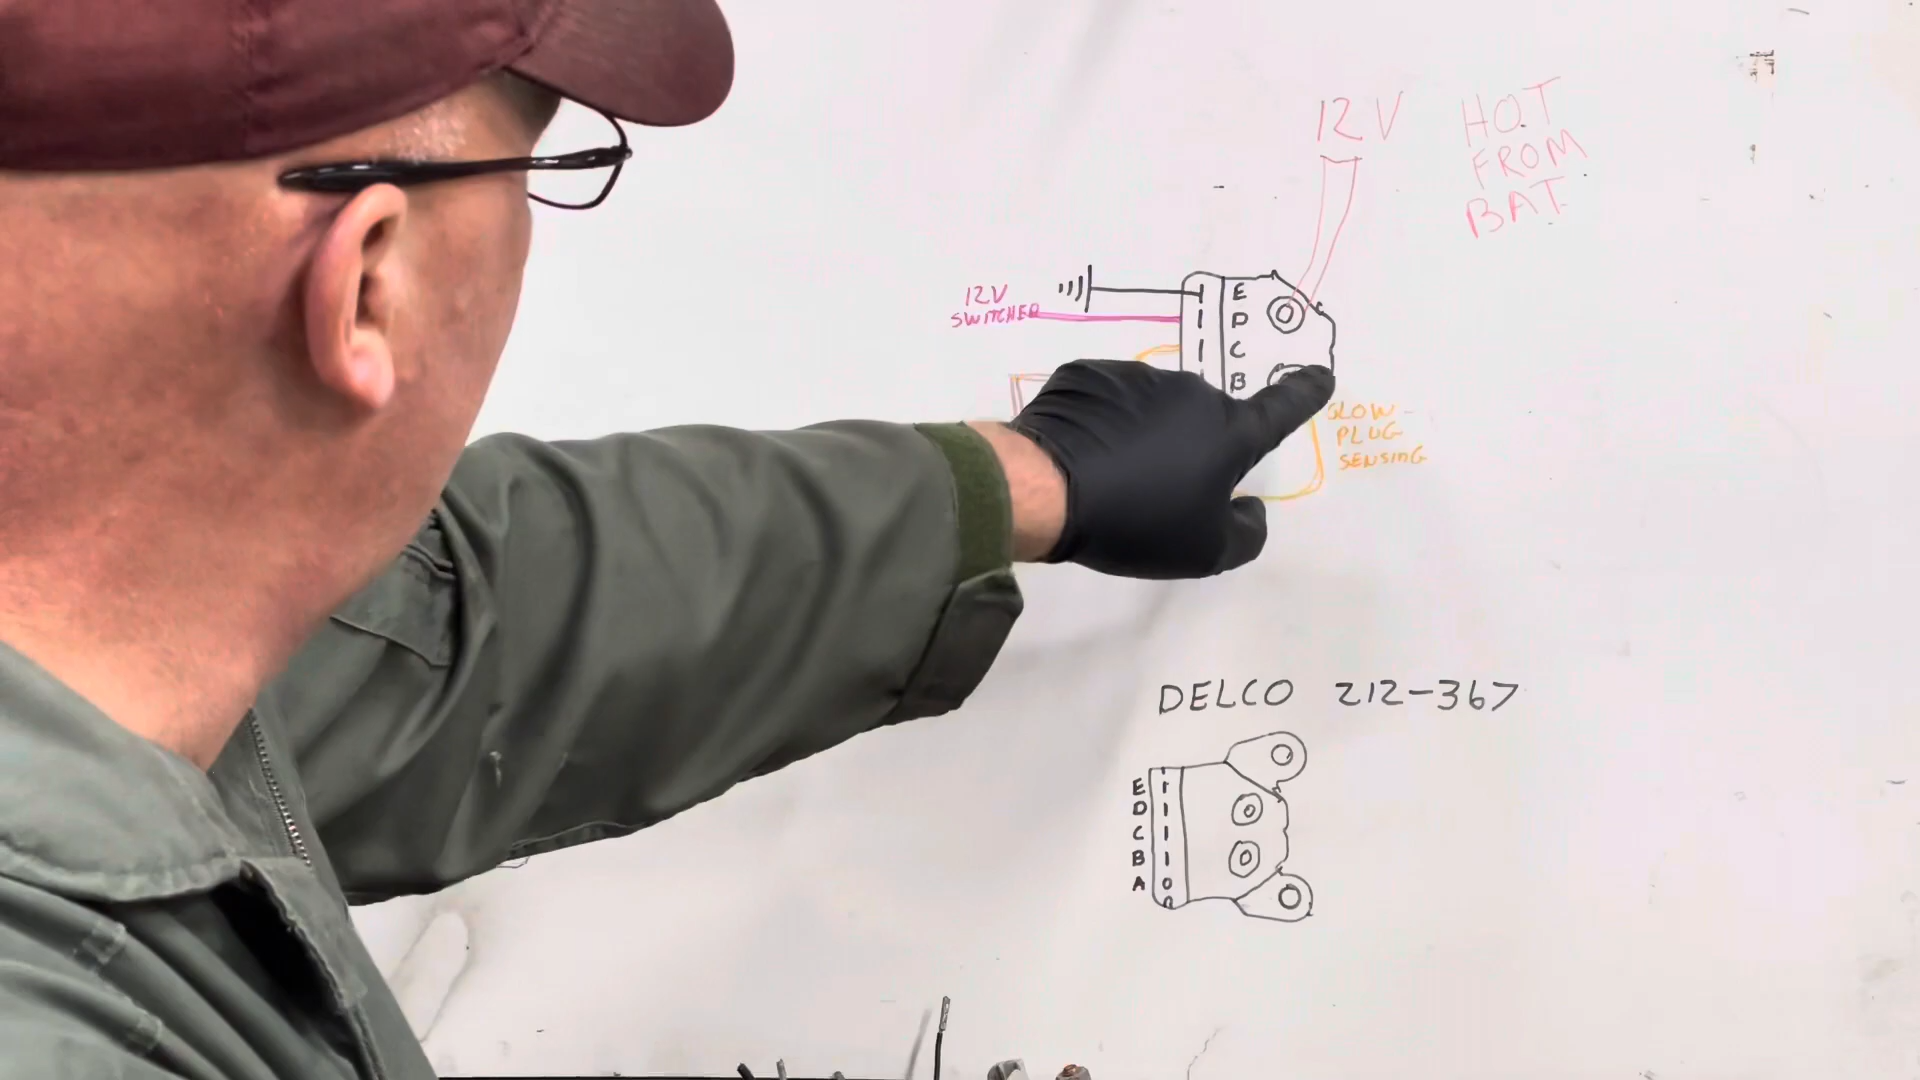 12V HOT
FROM
BAT.
12V
SWITCHED
E
D
C
B
GLOW-
PLUG
SENSING
DELCO 212-367
E
D
C
B
A